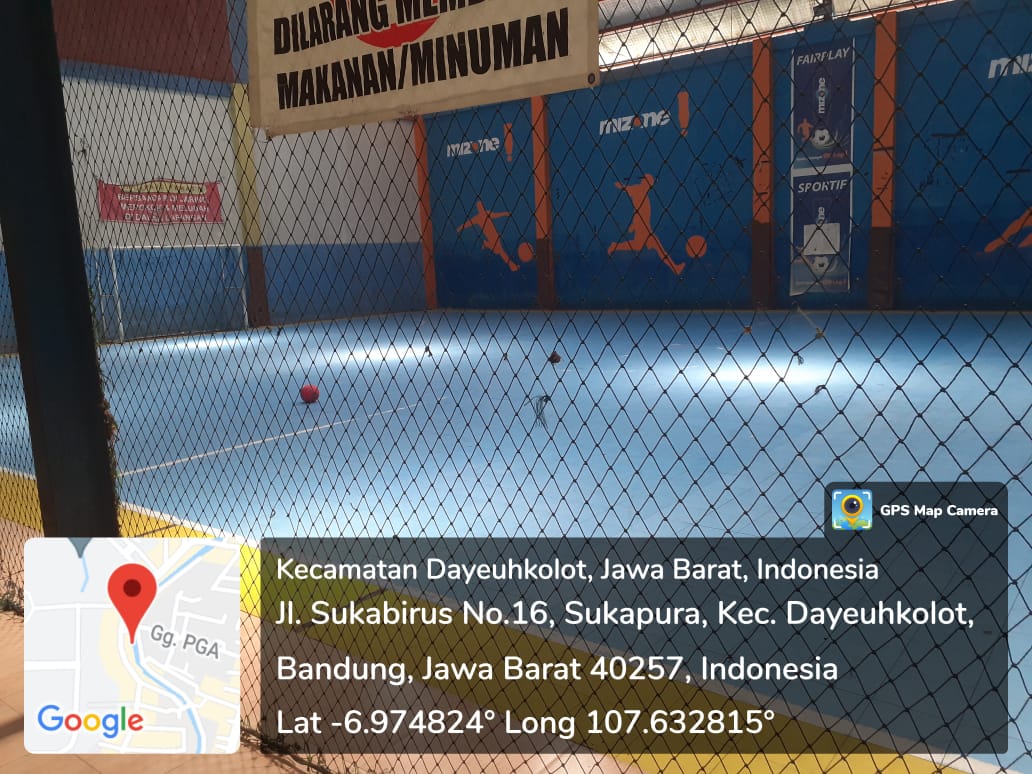 DILARANG
MAKANAN/MINUMAN
mizone
mizone
FAIRPLAY
mizone
SPORTIF
GPS Map Camera
Kecamatan Dayeuhkolot, Jawa Barat, Indonesia
Jl. Sukabirus No.16, Sukapura, Kec. Dayeuhkolot,
Bandung, Jawa Barat 40257, Indonesia
Lat -6.974824° Long 107.632815°
Gg. PGA
Google